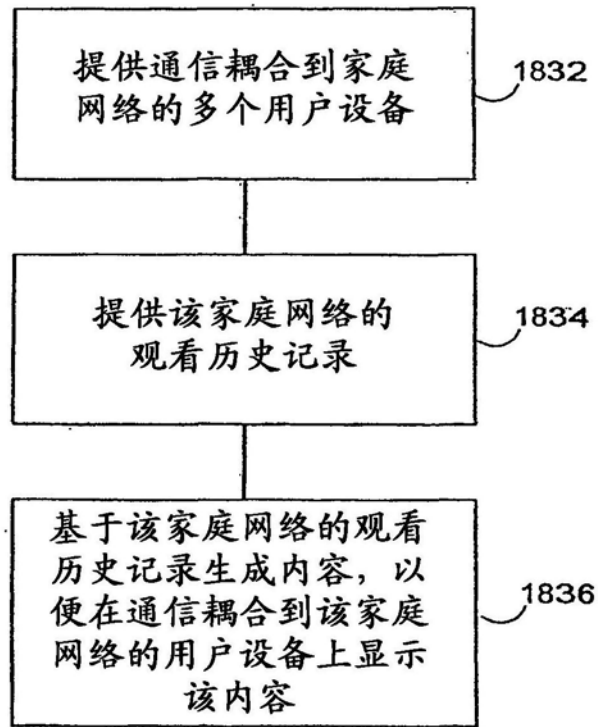 提供通信耦合到家庭
网络的多个用户设备
1832
提供该家庭网络的
观看历史记录
1834
基于该家庭网络的观看
历史记录生成内容，以
便在通信耦合到该家庭
网络的用户设备上显示
该内容
1836